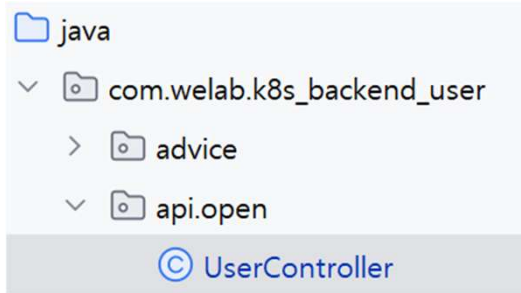 java
com.welab.k8s_backend_user
advice
api.open
UserController